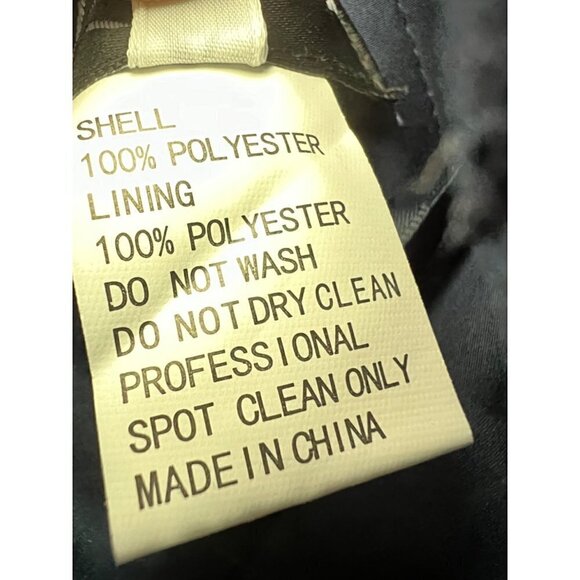 SHELL
100% POLYESTER
LINING
100% POLYESTER
DO NOT WASH
DO NOT DRY CLEAN
PROFESSIONAL
SPOT CLEAN ONLY
MADE IN CHINA